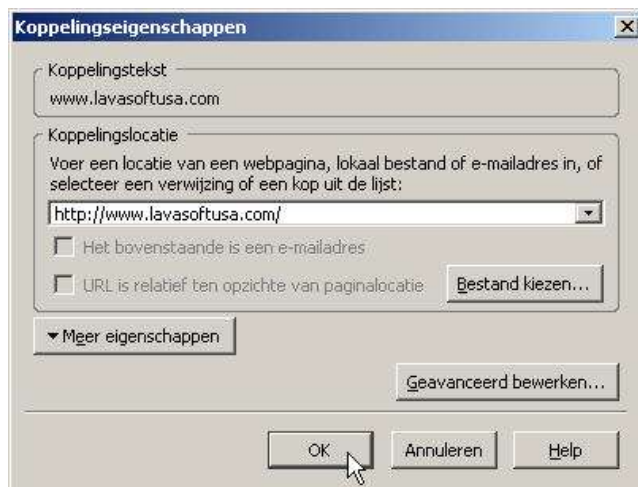 Koppelingseigenschappen
Koppelingstekst
www.lavasoftusa.com
Koppelingslocatie
Voer een locatie van een webpagina, lokaal bestand of e-mailadres in, of
selecteer een verwijzing of een kop uit de lijst:
http://www.lavasoftusa.com/
Het bovenstaande is een e-mailadres
URL is relatief ten opzichte van paginalocatie
Bestand kiezen...
Meer eigenschappen
Geavanceerd bewerken...
OK
Annuleren
Help